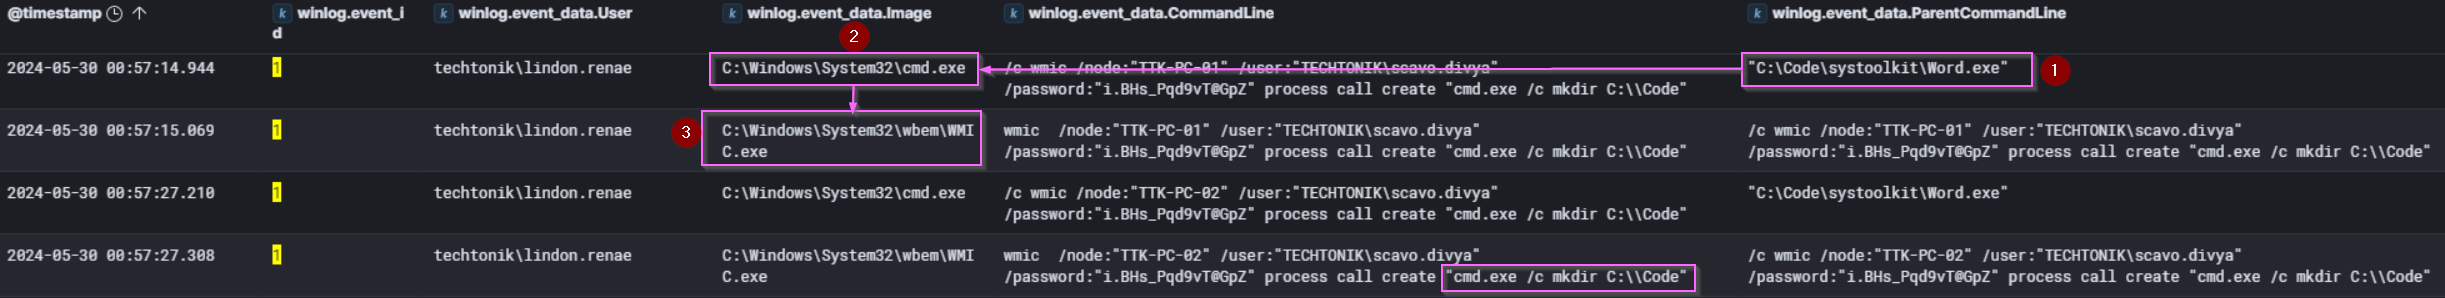 @timestamp
k winlog.event_i
d
k winlog.event_data.User
k winlog.event_data.Image
k winlog.event_data.CommandLine
k winlog.event_data.ParentCommandLine
2
2024-05-30 00:57:14.944
1
techtonik\lindon.renae
C:\Windows\System32\cmd.exe
/c wmic /node:"TTK-PC-01" /user:"TECHTONIK\scavo.divya"
/password:"i.BHs_Pqd9vT@GpZ" process call create "cmd.exe /c mkdir C:\\Code"
"C:\Code\systoolkit\Word.exe"
1
2024-05-30 00:57:15.069
1
techtonik\lindon.renae
3
C:\Windows\System32\wbem\WMI
C.exe
wmic  /node:"TTK-PC-01" /user:"TECHTONIK\scavo.divya"
/password:"i.BHs_Pqd9vT@GpZ" process call create "cmd.exe /c mkdir C:\\Code"
/c wmic /node:"TTK-PC-01" /user:"TECHTONIK\scavo.divya"
/password:"i.BHs_Pqd9vT@GpZ" process call create "cmd.exe /c mkdir C:\\Code"
2024-05-30 00:57:27.210
1
techtonik\lindon.renae
C:\Windows\System32\cmd.exe
/c wmic /node:"TTK-PC-02" /user:"TECHTONIK\scavo.divya"
/password:"i.BHs_Pqd9vT@GpZ" process call create "cmd.exe /c mkdir C:\\Code"
"C:\Code\systoolkit\Word.exe"
2024-05-30 00:57:27.308
1
techtonik\lindon.renae
C:\Windows\System32\wbem\WMI
C.exe
wmic  /node:"TTK-PC-02" /user:"TECHTONIK\scavo.divya"
/password:"i.BHs_Pqd9vT@GpZ" process call create "cmd.exe /c mkdir C:\\Code"
/c wmic /node:"TTK-PC-02" /user:"TECHTONIK\scavo.divya"
/password:"i.BHs_Pqd9vT@GpZ" process call create "cmd.exe /c mkdir C:\\Code"